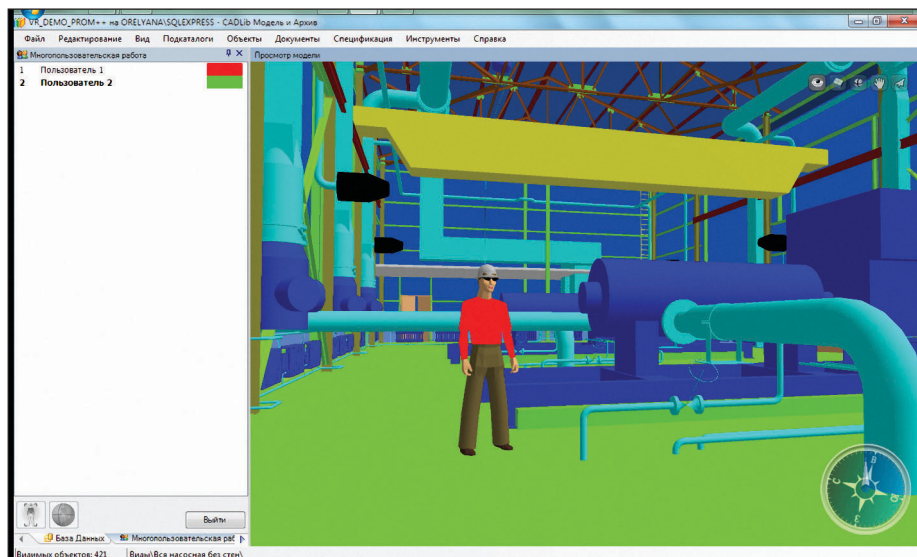 VR_DEMO_PROM++ на ORELYANA\SQLEXPRESS - CADLib Модель и Архив
Файл Редактирование Вид Подкаталоги Объекты Документы Спецификация Инструменты Справка
Многопользовательская работа
Просмотр модели
1 Пользователь 1
2 Пользователь 2
Выйти
База Данных Многопользовательская раб
Видимых объектов: 421 Виды\Вся насосная без стен\
В
С
Ю
З